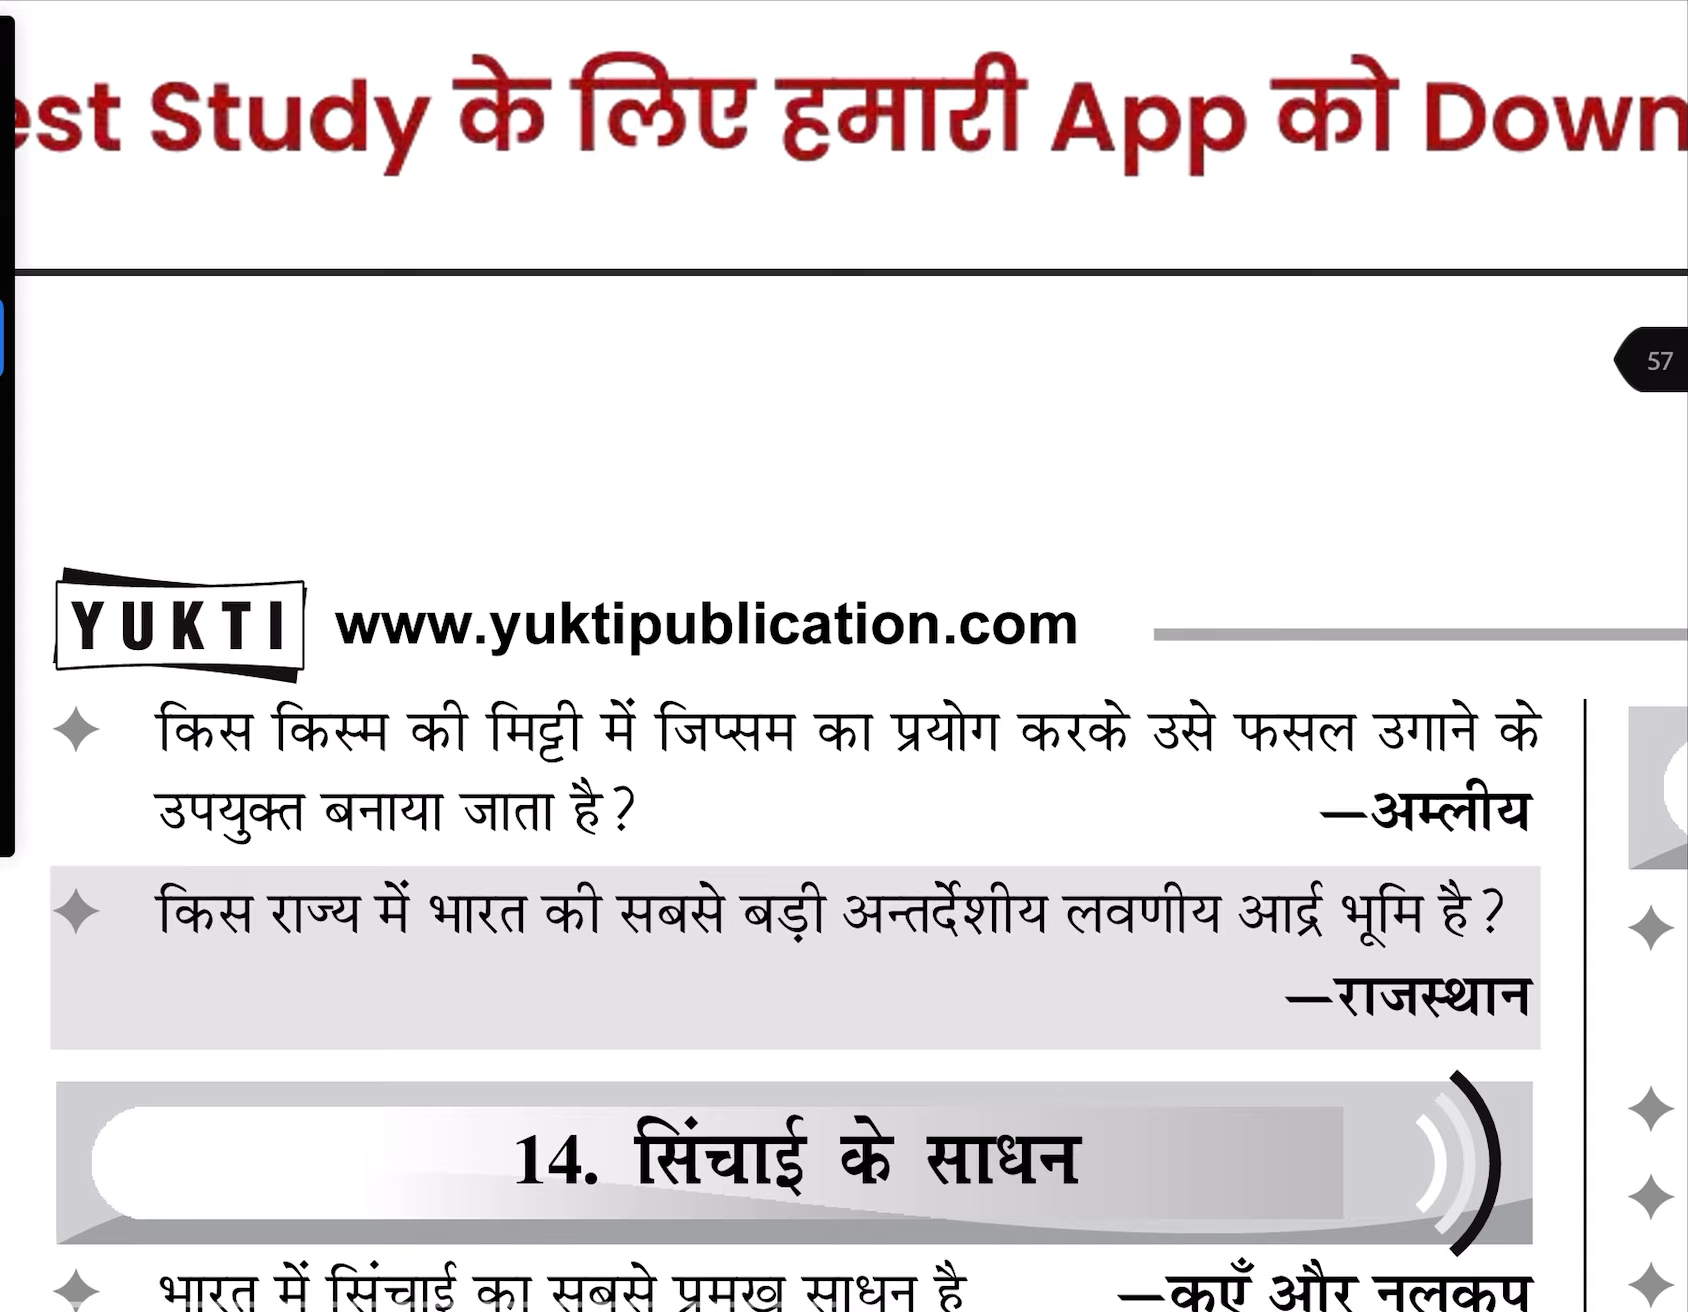 est Study के लिए हमारी App को Down
57
YUKTI www.yuktipublication.com
किस किस्म की मिट्टी में जिप्सम का प्रयोग करके उसे फसल उगाने के
उपयुक्त बनाया जाता है? —अम्लीय
किस राज्य में भारत की सबसे बड़ी अन्तर्देशीय लवणीय आर्द्र भूमि है?
—राजस्थान
14. सिंचाई के साधन
भारत में सिंचाई का सबसे प्रमुख साधन है —कुएँ और नलकूप